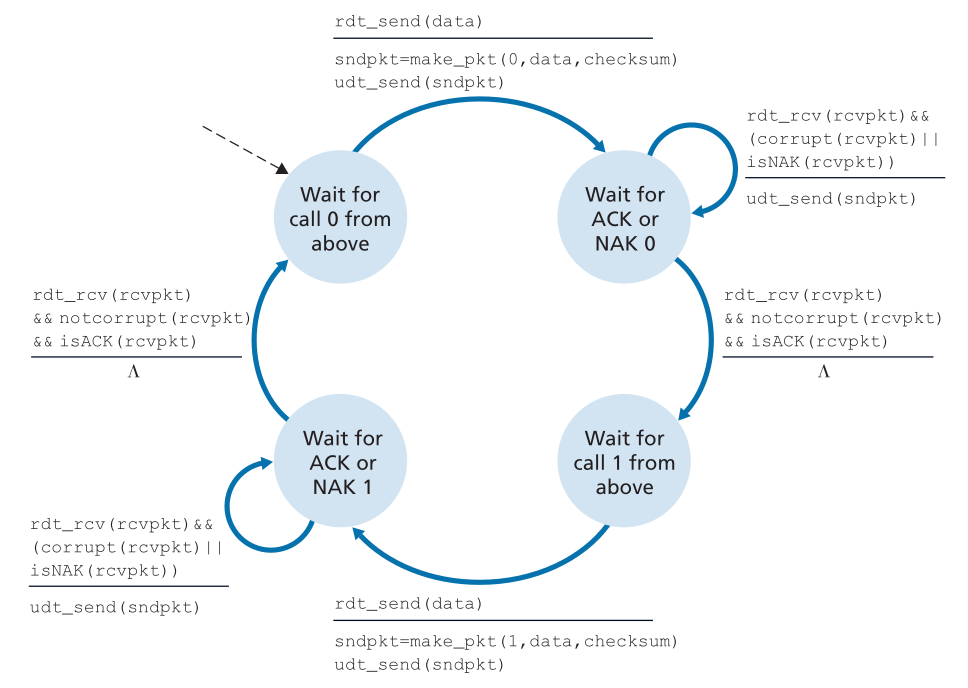 rdt_send(data)
sndpkt=make_pkt(0,data,checksum)
udt_send(sndpkt)
Wait for
call 0 from
above
Wait for
ACK or
NAK 0
rdt_rcv(rcvpkt)&&
(corrupt(rcvpkt)||
isNAK(rcvpkt))
udt_send(sndpkt)
rdt_rcv(rcvpkt)
&& notcorrupt(rcvpkt)
&& isACK(rcvpkt)
Λ
rdt_rcv(rcvpkt)
&& notcorrupt(rcvpkt)
&& isACK(rcvpkt)
Λ
Wait for
ACK or
NAK 1
Wait for
call 1 from
above
rdt_rcv(rcvpkt)&&
(corrupt(rcvpkt)||
isNAK(rcvpkt))
udt_send(sndpkt)
rdt_send(data)
sndpkt=make_pkt(1,data,checksum)
udt_send(sndpkt)